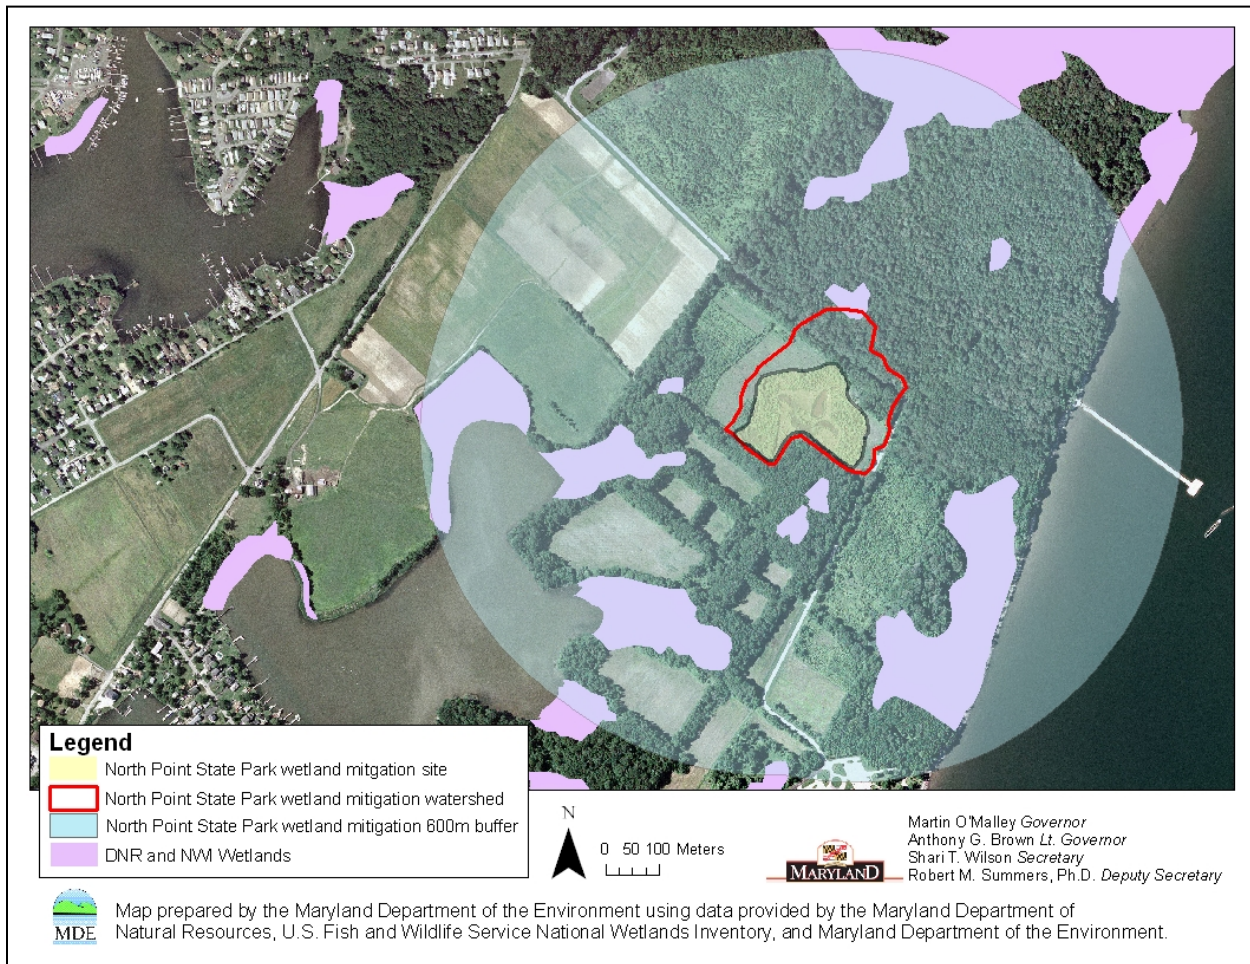 Legend
North Point State Park wetland mitgation site
North Point State Park wetland mitigation watershed
North Point State Park wetland mitigation 600m buffer
DNR and NWI Wetlands
N
0 50 100 Meters
MARYLAND
Martin O'Malley Governor
Anthony G. Brown Lt. Governor
Shari T. Wilson Secretary
Robert M. Summers, Ph.D. Deputy Secretary
MDE
Map prepared by the Maryland Department of the Environment using data provided by the Maryland Department of
Natural Resources, U.S. Fish and Wildlife Service National Wetlands Inventory, and Maryland Department of the Environment.